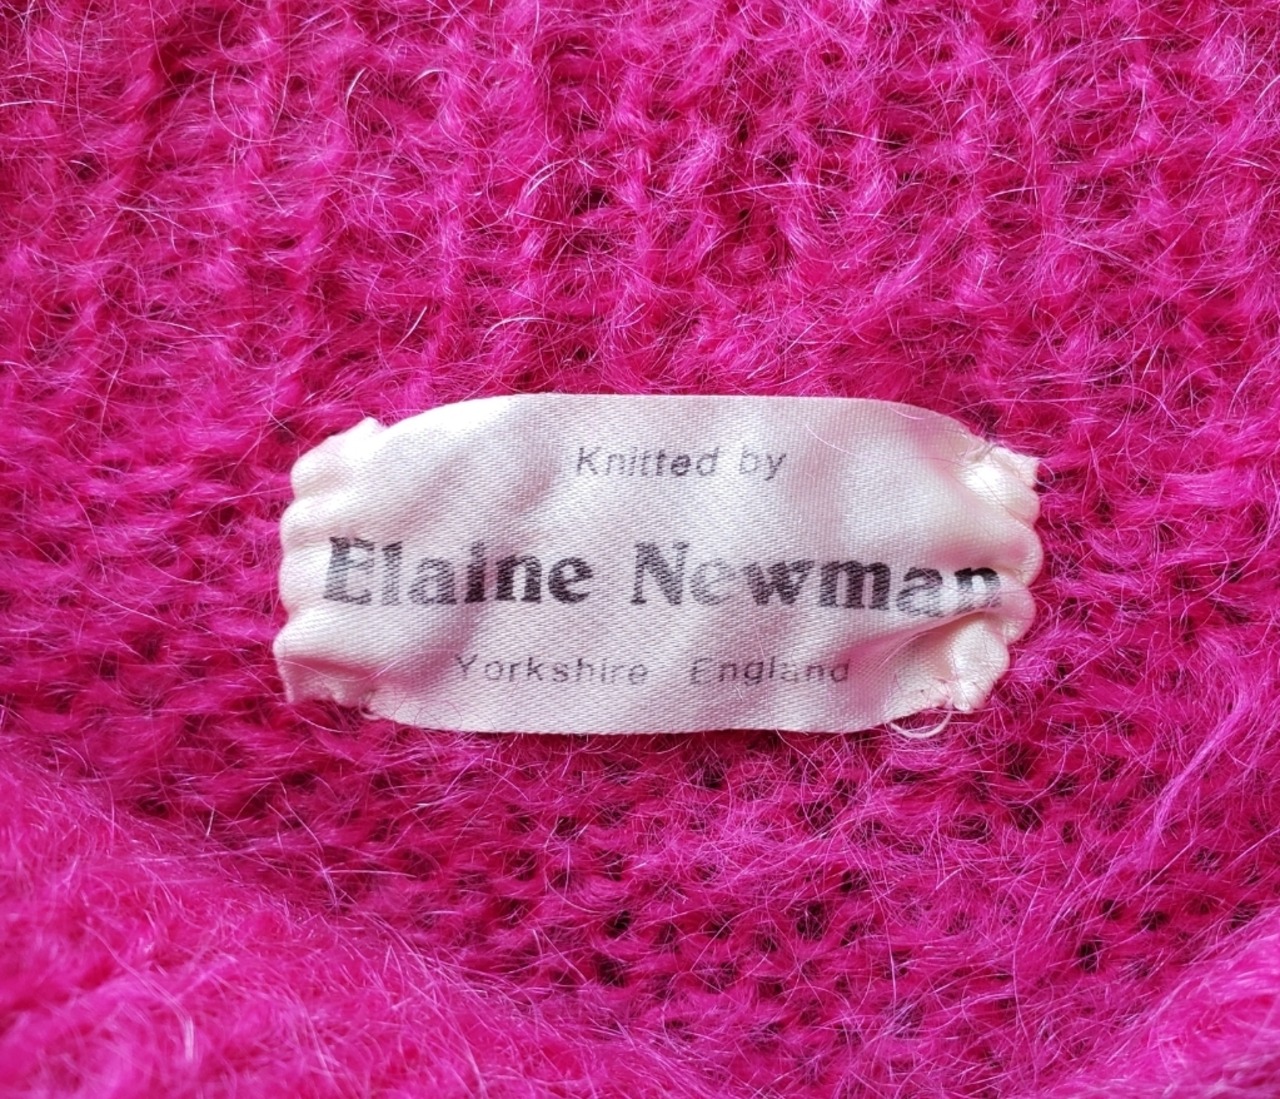 Knitted by
Elaine Newman
Yorkshire England